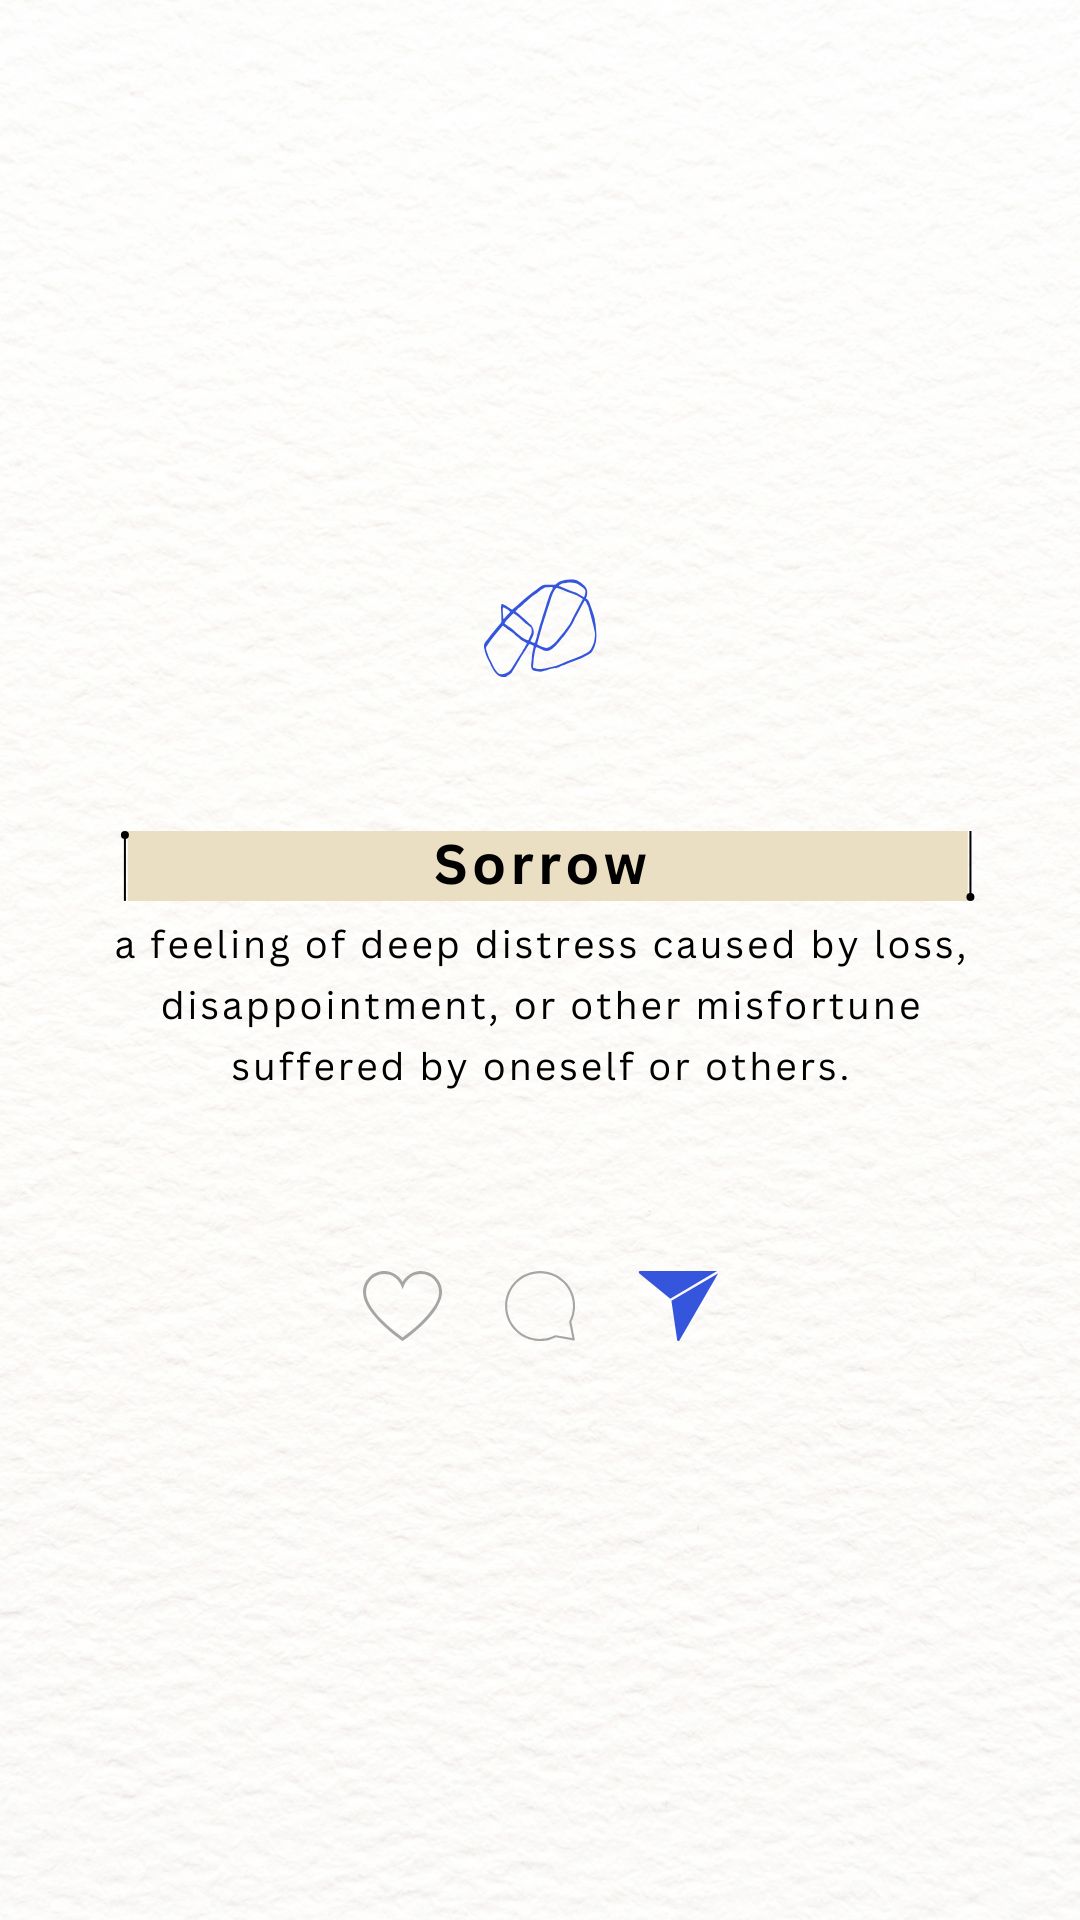 Sorrow
a feeling of deep distress caused by loss,
disappointment, or other misfortune
suffered by oneself or others.